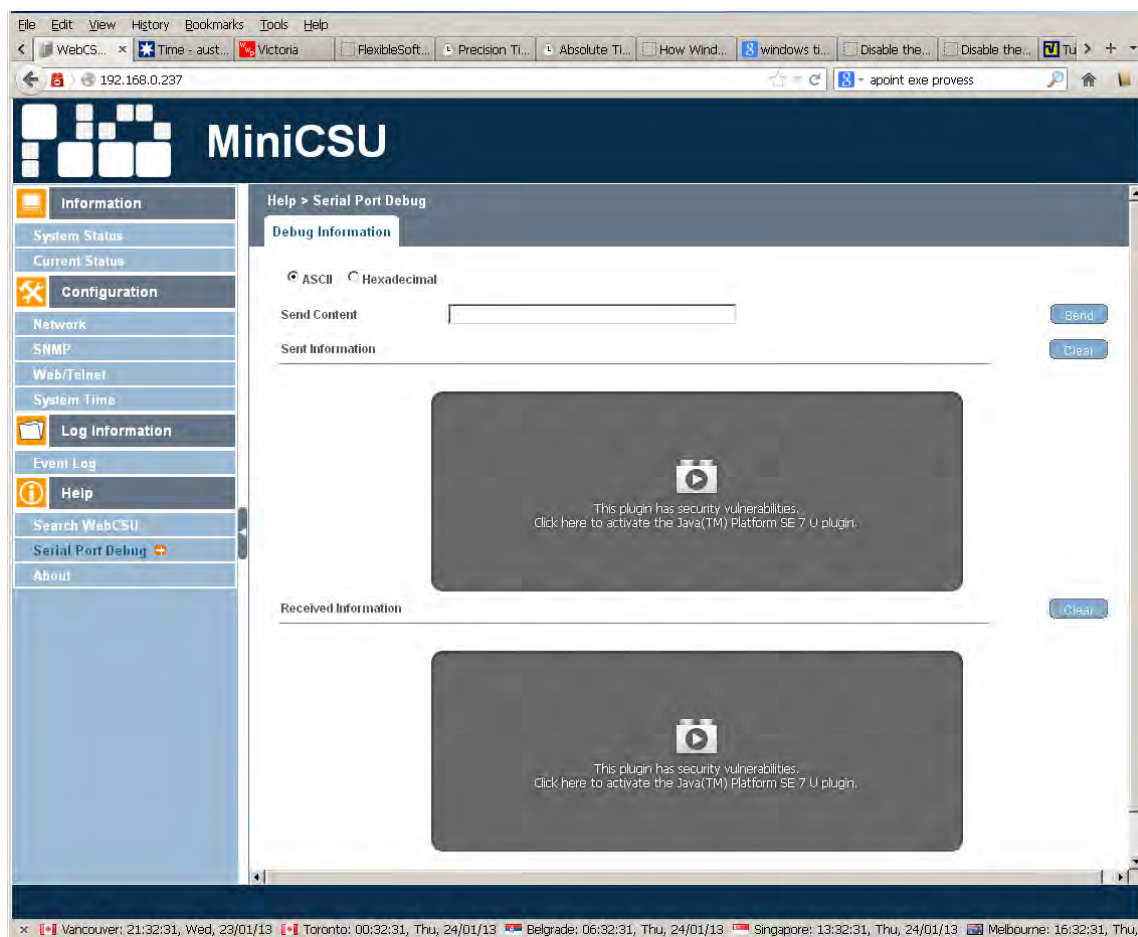 File Edit View History Bookmarks Tools Help
WebCS... Time - aust... Victoria FlexibleSoft... Precision Ti... Absolute Ti... How Wind... windows ti... Disable the... Disable the... Tu
192.168.0.237 apoint exe provess
MiniCSU
Information
System Status
Current Status
Configuration
Network
SNMP
Web/Telnet
System Time
Log Information
Event Log
Help
Search WebCSU
Serial Port Debug
About
Help > Serial Port Debug
Debug Information
ASCII Hexadecimal
Send Content Send
Sent Information Clear
This plugin has security vulnerabilities.
Click here to activate the Java(TM) Platform SE 7 U plugin.
Received Information Clear
This plugin has security vulnerabilities.
Click here to activate the Java(TM) Platform SE 7 U plugin.
Vancouver: 21:32:31, Wed, 23/01/13 Toronto: 00:32:31, Thu, 24/01/13 Belgrade: 06:32:31, Thu, 24/01/13 Singapore: 13:32:31, Thu, 24/01/13 Melbourne: 16:32:31, Thu,